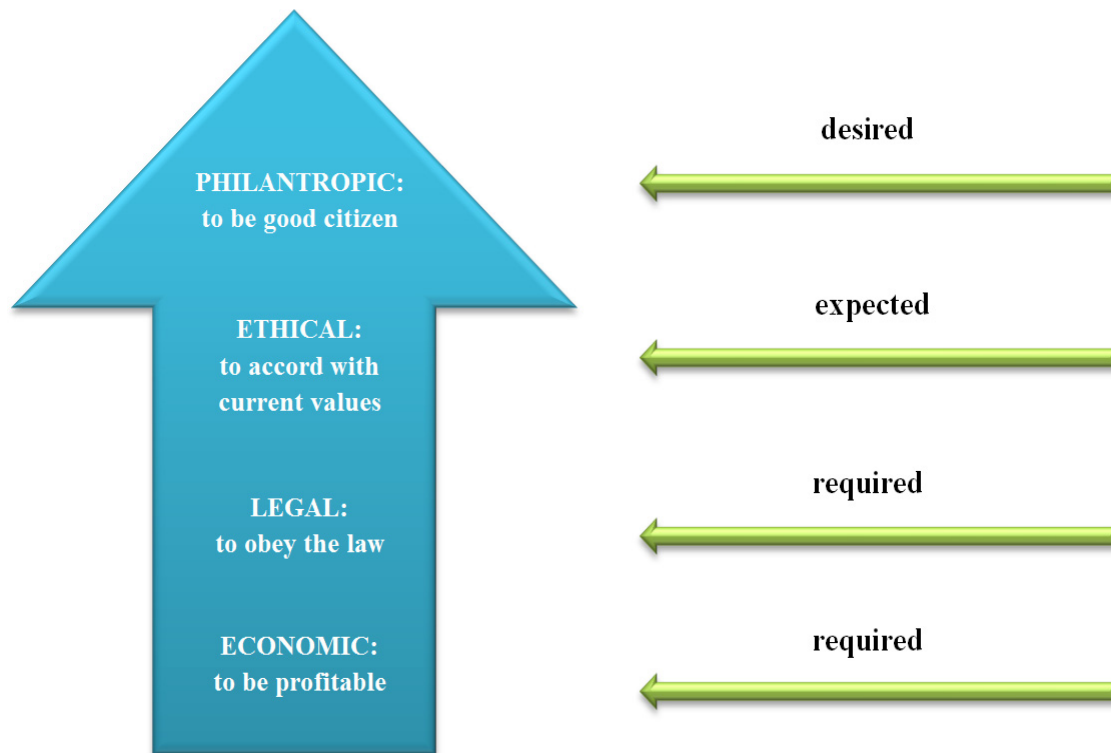 desired
PHILANTROPIC:
to be good citizen
expected
ETHICAL:
to accord with
current values
required
LEGAL:
to obey the law
required
ECONOMIC:
to be profitable